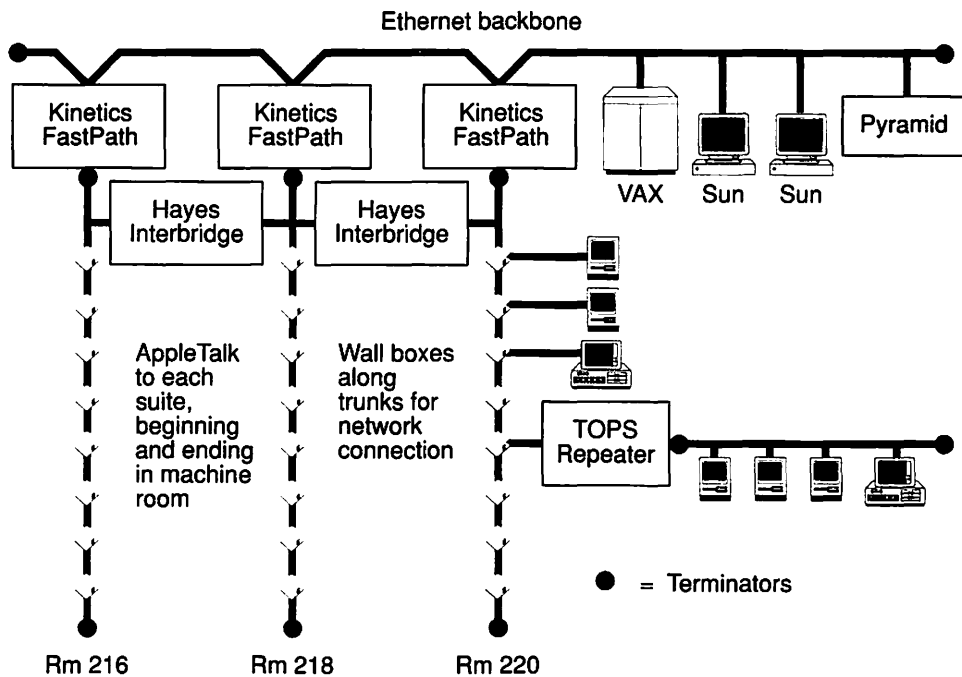 Ethernet backbone
Kinetics
FastPath
Kinetics
FastPath
Kinetics
FastPath
Pyramid
VAX
Sun
Sun
Hayes
Interbridge
Hayes
Interbridge
AppleTalk
to each
suite,
beginning
and ending
in machine
room
Wall boxes
along
trunks for
network
connection
TOPS
Repeater
= Terminators
Rm 216
Rm 218
Rm 220